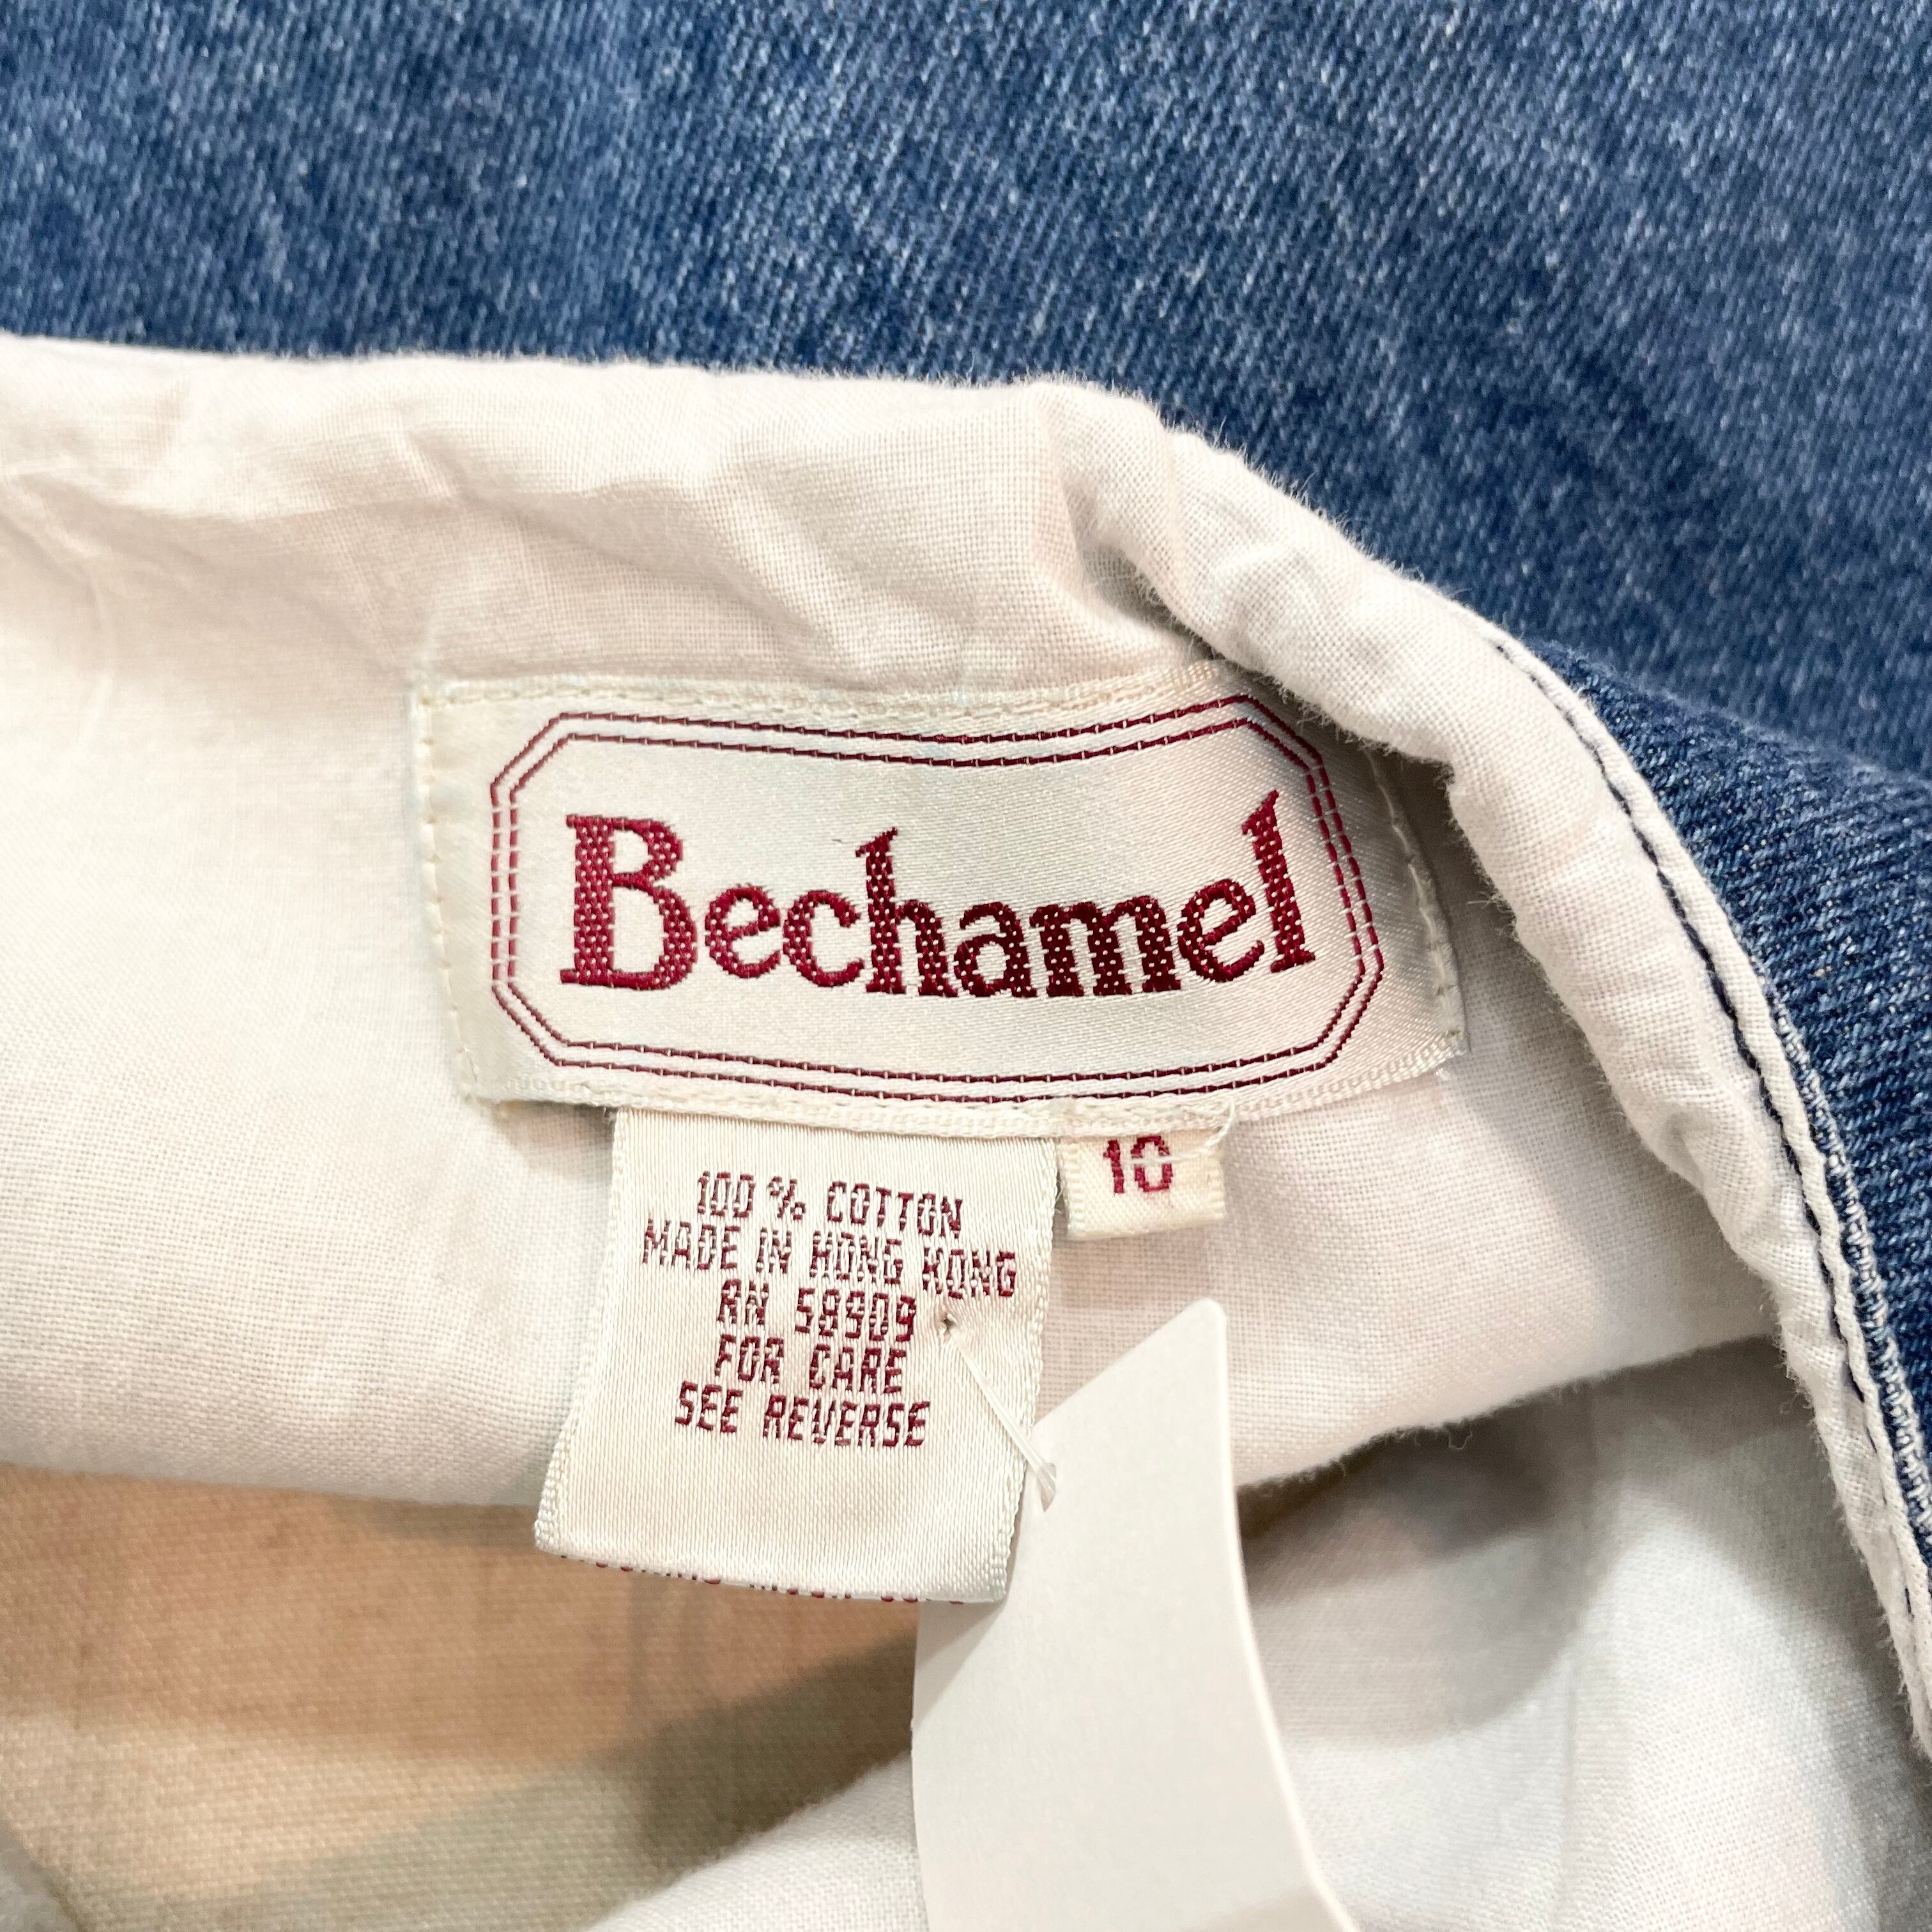 Bechamel
10
100 % COTTON
MADE IN HONG KONG
RN 58909
FOR CARE
SEE REVERSE